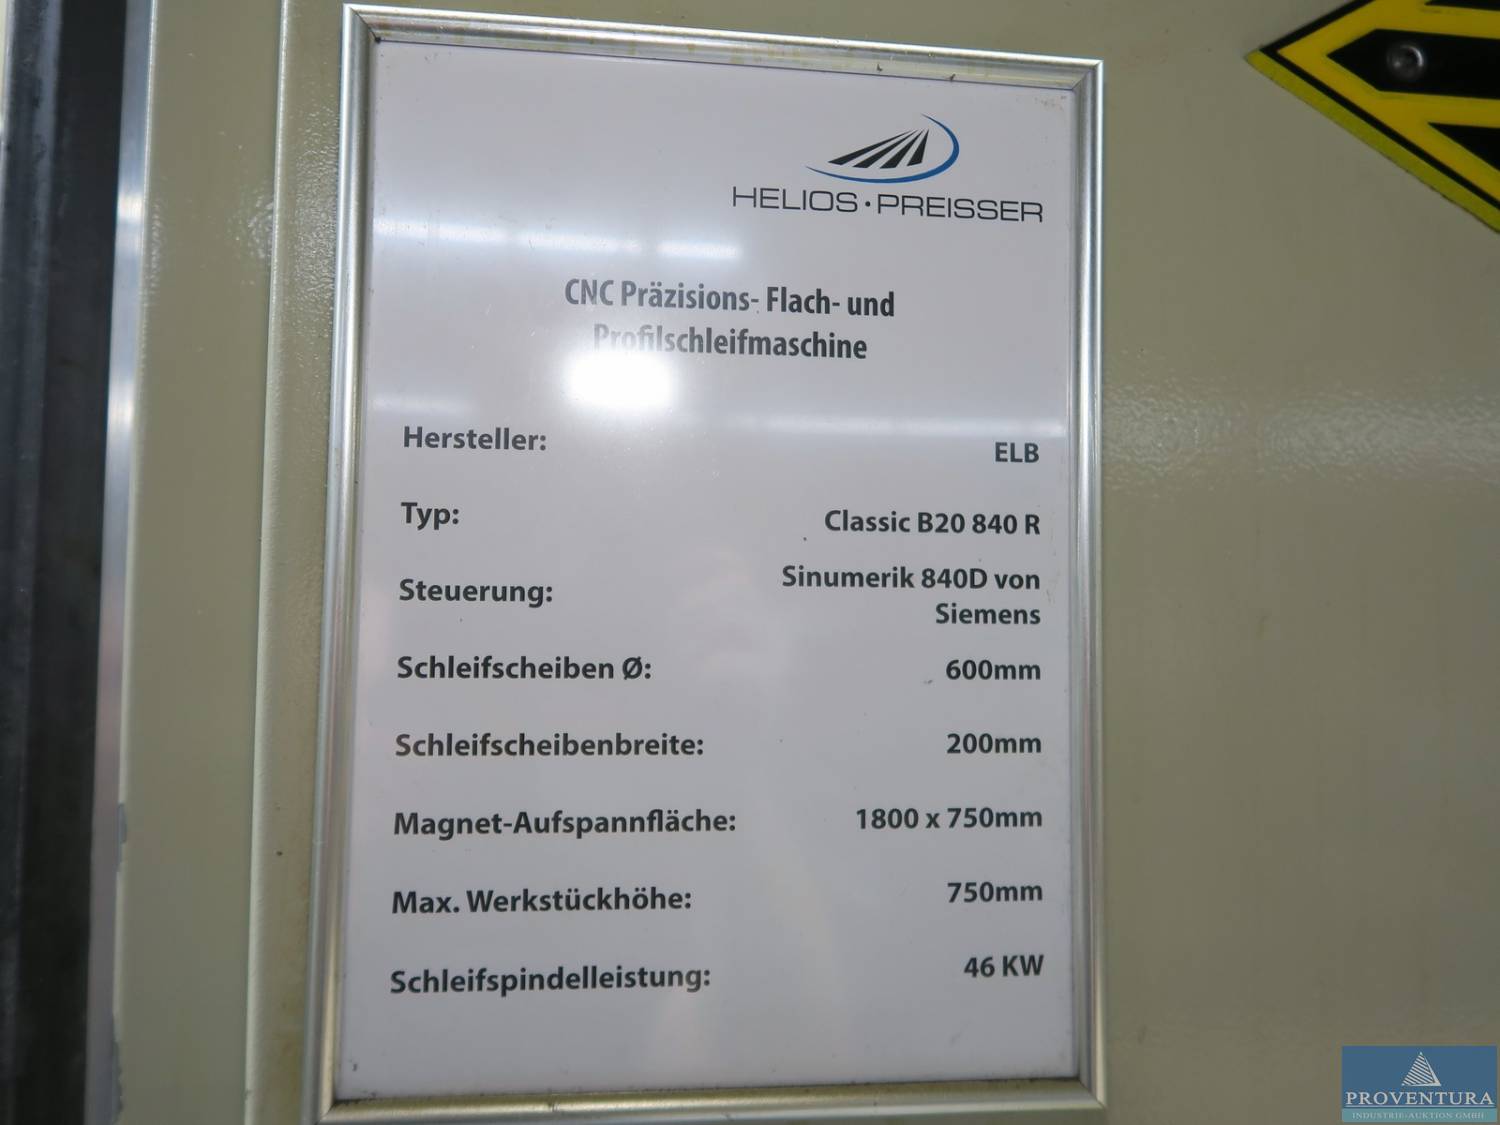 HELIOS • PREISSER
CNC Präzisions- Flach- und
Profilschleifmaschine
Hersteller: ELB
Typ: Classic B20 840 R
Steuerung: Sinumerik 840D von
Siemens
Schleifscheiben Ø: 600mm
Schleifscheibenbreite: 200mm
Magnet-Aufspannfläche: 1800 x 750mm
Max. Werkstückhöhe: 750mm
Schleifspindelleistung: 46 KW
PROVENTURA
INDUSTRIE-AUKTION GMBH